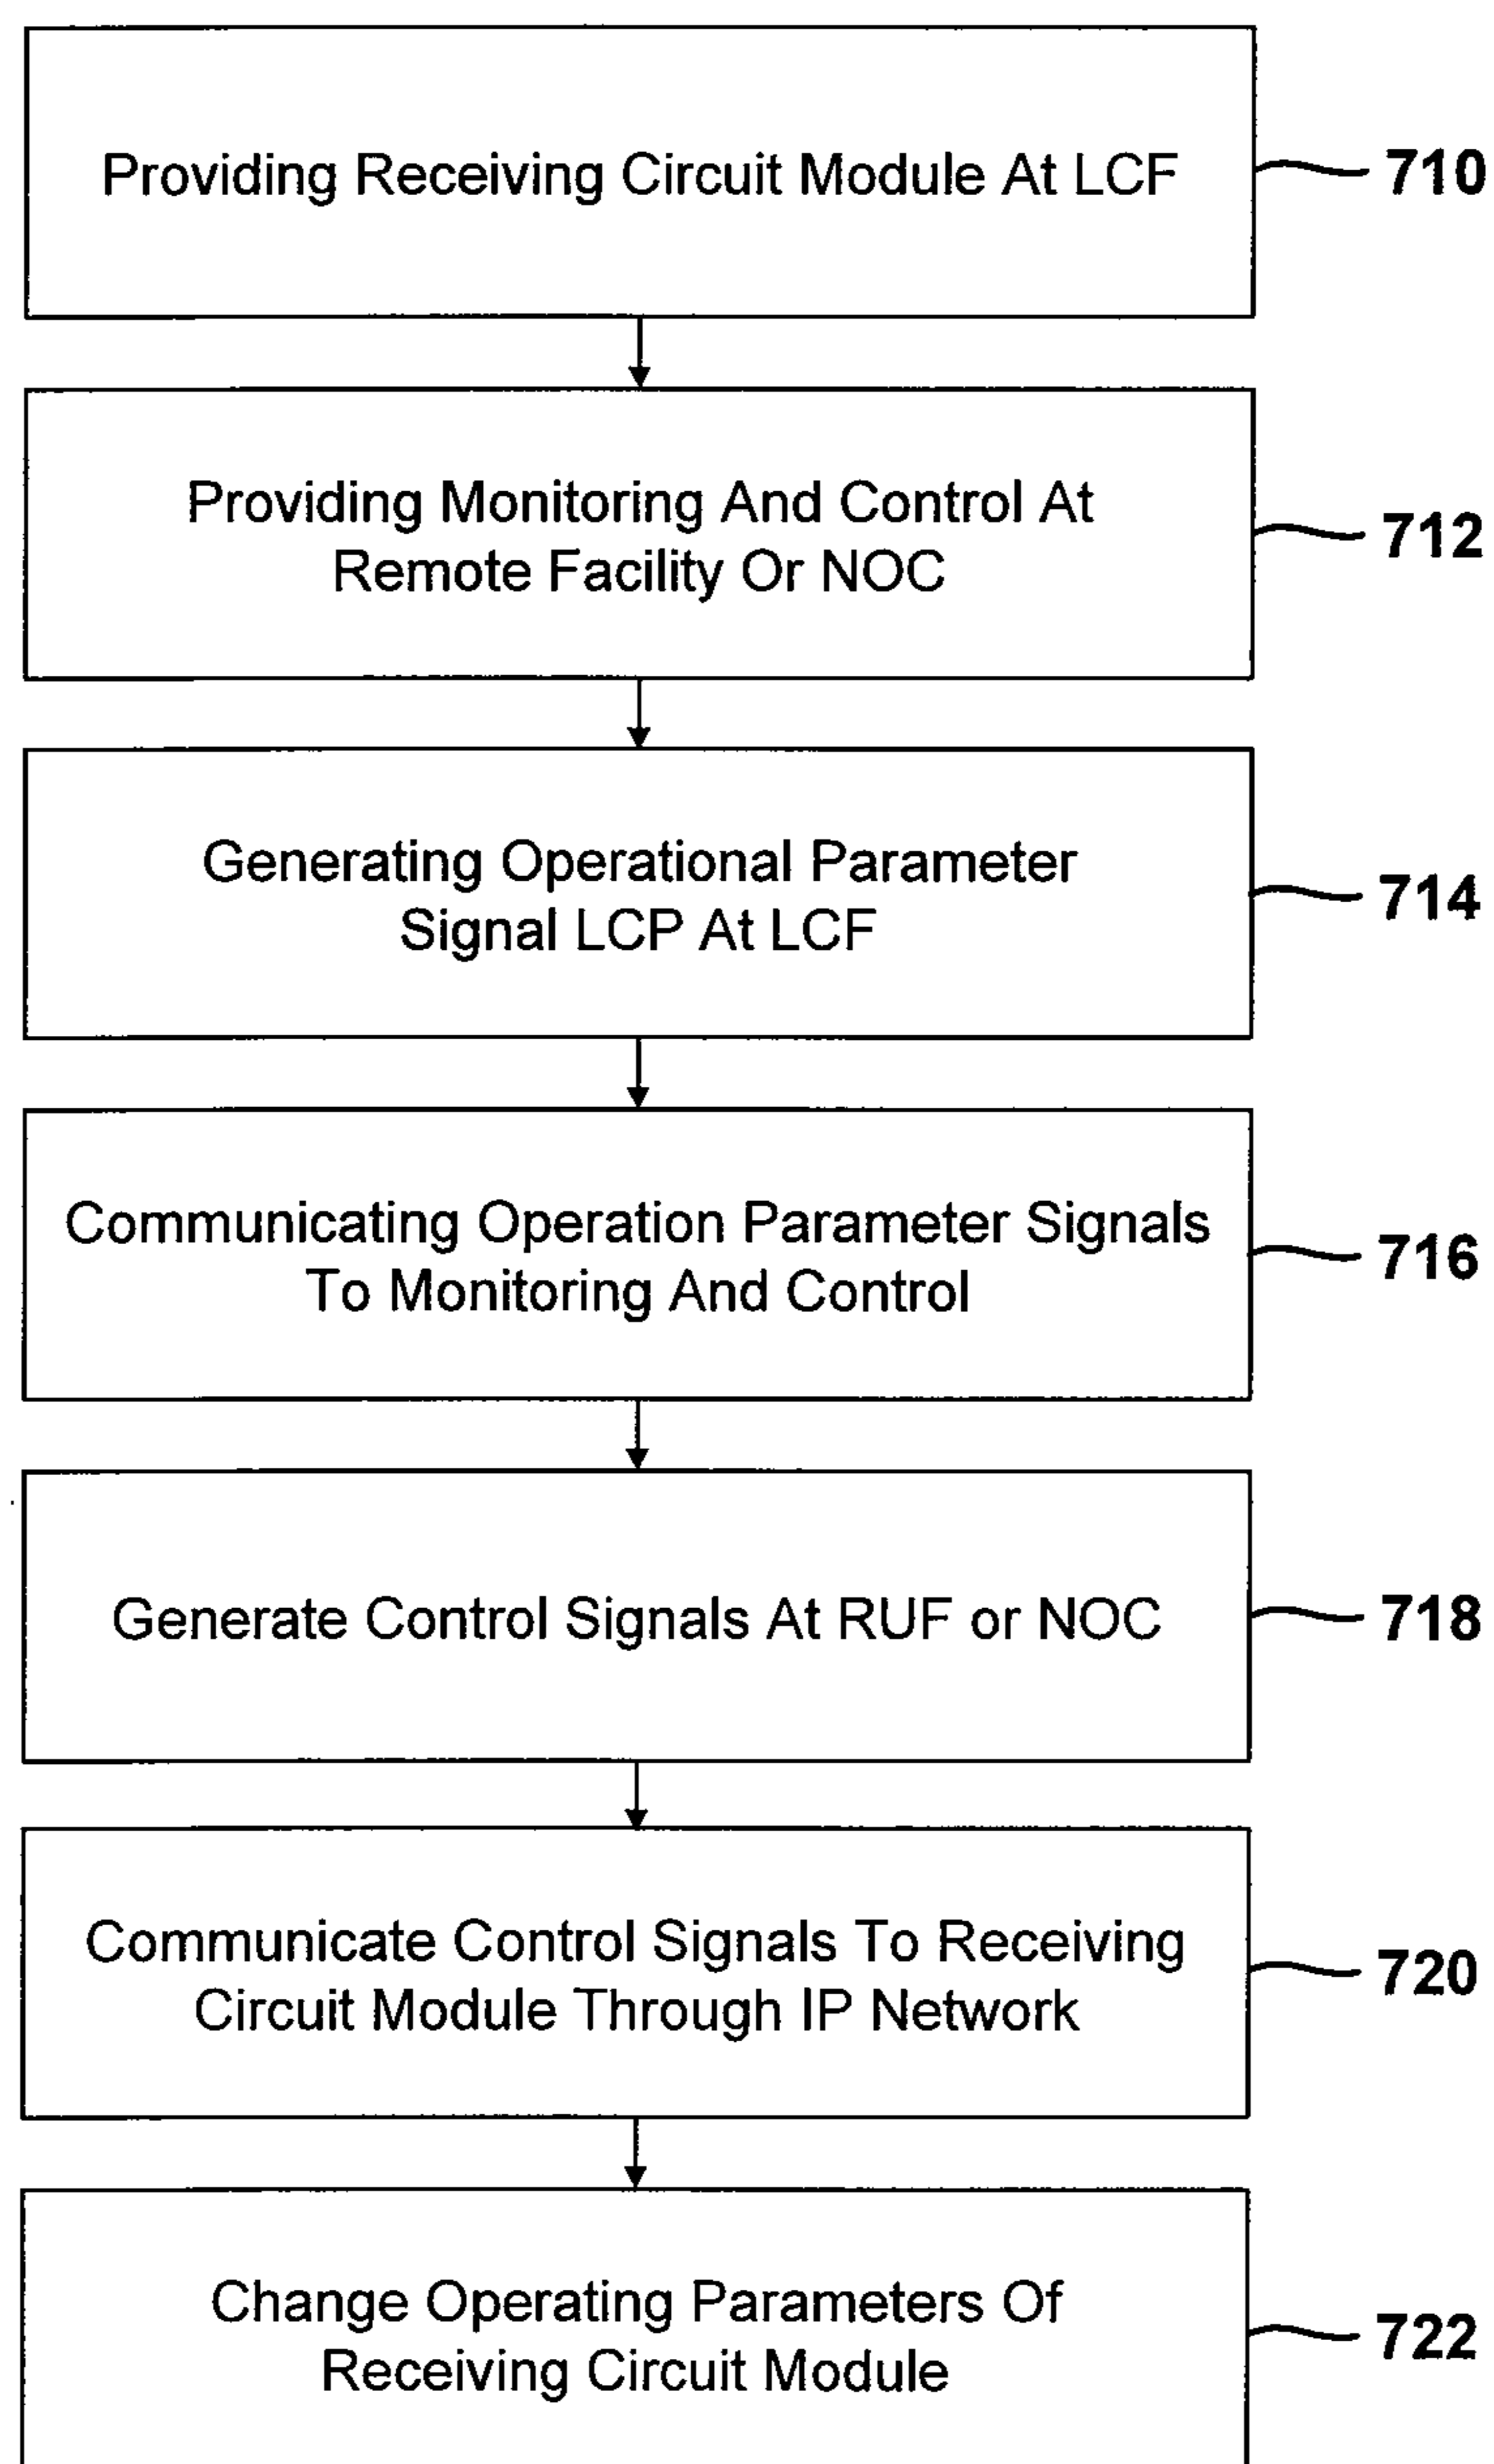 Providing Receiving Circuit Module At LCF
710
Providing Monitoring And Control At
Remote Facility Or NOC
712
Generating Operational Parameter
Signal LCP At LCF
714
Communicating Operation Parameter Signals
To Monitoring And Control
716
Generate Control Signals At RUF or NOC
718
Communicate Control Signals To Receiving
Circuit Module Through IP Network
720
Change Operating Parameters Of
Receiving Circuit Module
722